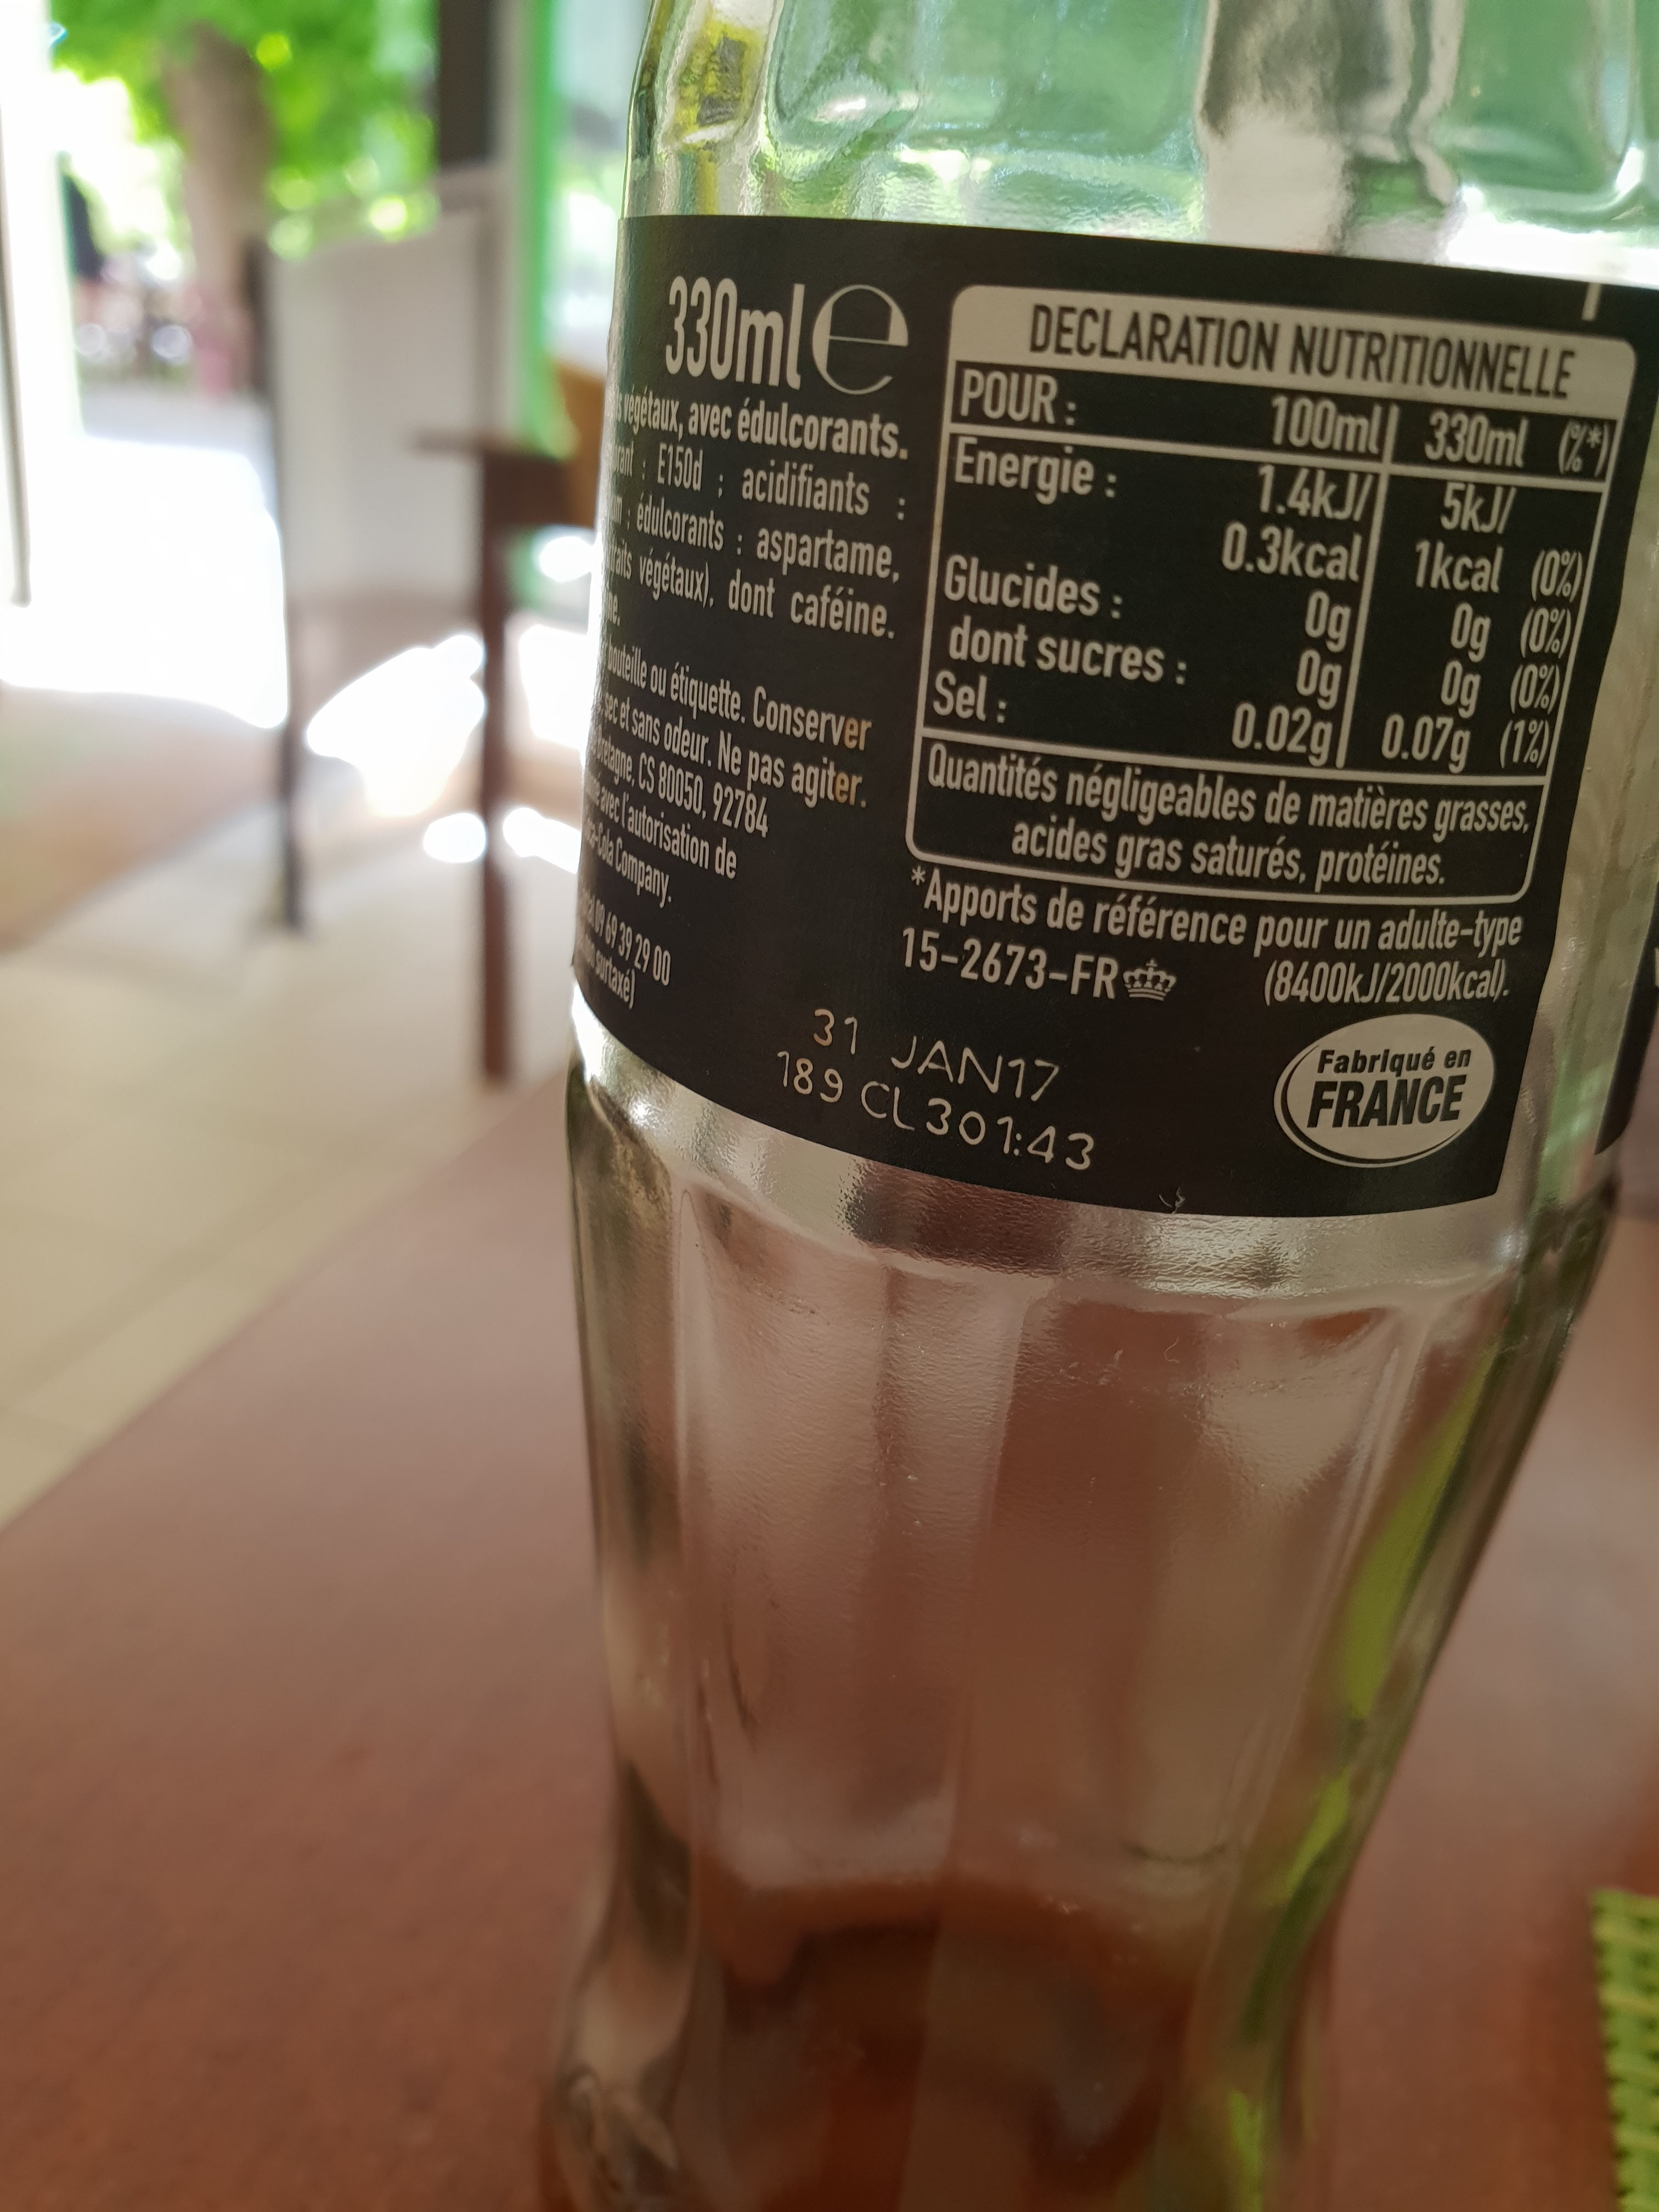 330ml e
végétaux, avec édulcorants.
E150d ; acidifiants :
édulcorants : aspartame,
végétaux), dont caféine.
bouteille ou étiquette. Conserver
sec et sans odeur. Ne pas agiter.
CS 80050, 92784
avec l'autorisation de
Company.
09 69 39 29 00
surtaxé)
DECLARATION NUTRITIONNELLE
POUR : 100ml 330ml (%*)
Energie : 1.4kJ/ 5kJ/
0.3kcal 1kcal (0%)
Glucides : 0g 0g (0%)
dont sucres : 0g 0g (0%)
Sel : 0.02g 0.07g (1%)
Quantités négligeables de matières grasses,
acides gras saturés, protéines.
*Apports de référence pour un adulte-type
15-2673-FR (8400kJ/2000kcal).
31 JAN17
189 CL301:43
Fabriqué en
FRANCE